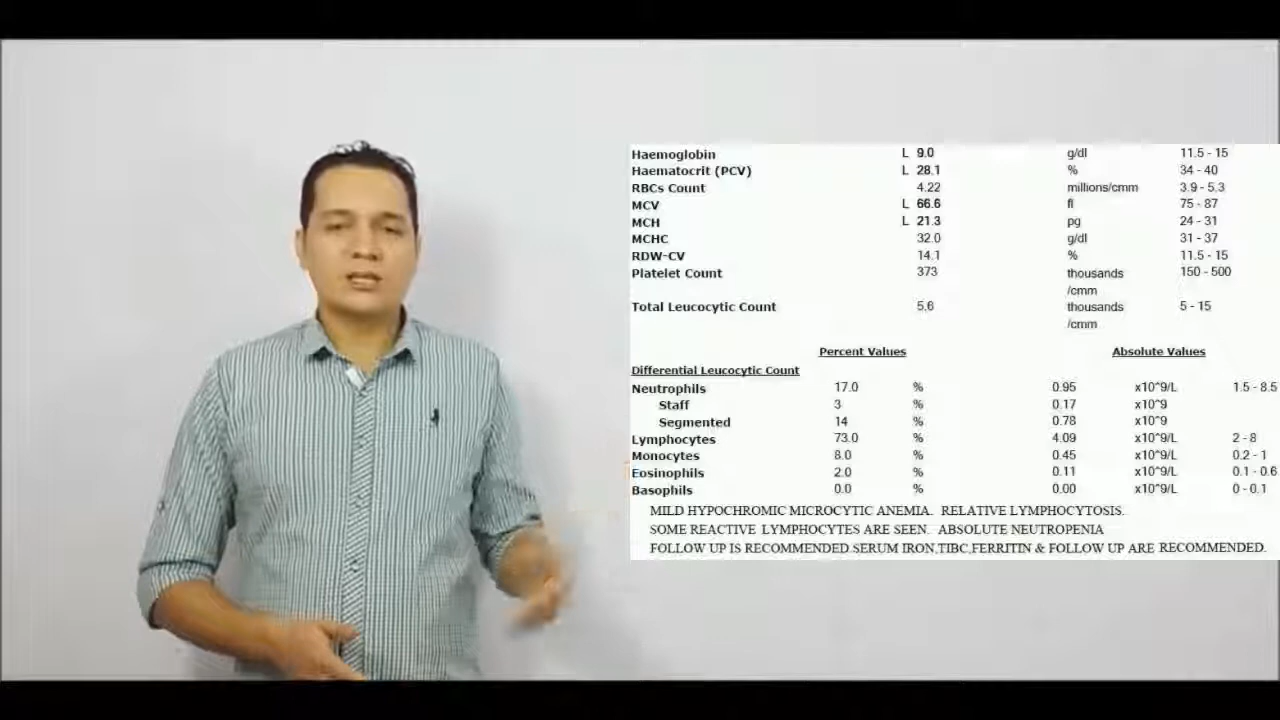 Haemoglobin L 9.0 g/dl 11.5 - 15
Haematocrit (PCV) L 28.1 % 34 - 40
RBCs Count 4.22 millions/cmm 3.9 - 5.3
MCV L 66.6 fl 75 - 87
MCH L 21.3 pg 24 - 31
MCHC 32.0 g/dl 31 - 37
RDW-CV 14.1 % 11.5 - 15
Platelet Count 373 thousands 150 - 500
/cmm
Total Leucocytic Count 5.6 thousands 5 - 15
/cmm
Percent Values Absolute Values
Differential Leucocytic Count
Neutrophils 17.0 % 0.95 x10^9/L 1.5 - 8.5
Staff 3 % 0.17 x10^9
Segmented 14 % 0.78 x10^9
Lymphocytes 73.0 % 4.09 x10^9/L 2 - 8
Monocytes 8.0 % 0.45 x10^9/L 0.2 - 1
Eosinophils 2.0 % 0.11 x10^9/L 0.1 - 0.6
Basophils 0.0 % 0.00 x10^9/L 0 - 0.1
MILD HYPOCHROMIC MICROCYTIC ANEMIA. RELATIVE LYMPHOCYTOSIS.
SOME REACTIVE LYMPHOCYTES ARE SEEN. ABSOLUTE NEUTROPENIA
FOLLOW UP IS RECOMMENDED.SERUM IRON,TIBC,FERRITIN & FOLLOW UP ARE RECOMMENDED.